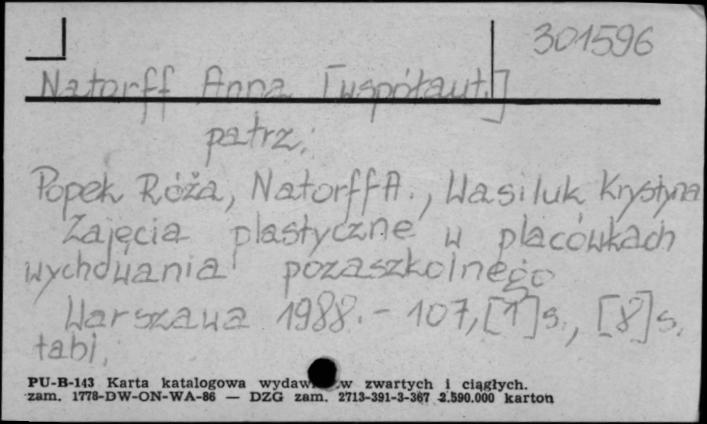 301596
Natorff Anna [współaut.]
patrz:
Popek Róża, Natorff A., Wasiluk Krystyna
Zajęcia plastyczne w placówkach
wychowania pozaszkolnego
Warszawa 1988. - 107, [1] s., [8] s.
tabl.
PU-B-143 Karta katalogowa wydaw w zwartych i ciągłych.
zam. 1778-DW-ON-WA-86 — DZG zam. 2713-391-3-367 2.590.000 karton